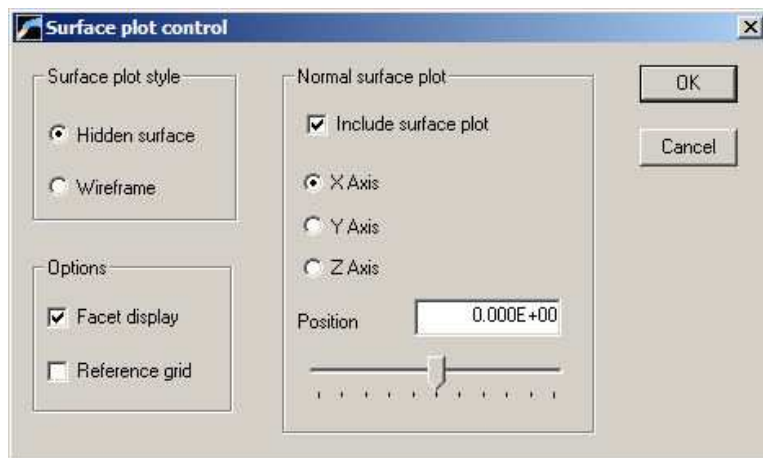 Surface plot control
Surface plot style
Hidden surface
Wireframe
Options
Facet display
Reference grid
Normal surface plot
Include surface plot
X Axis
Y Axis
Z Axis
Position 0.000E+00
OK
Cancel